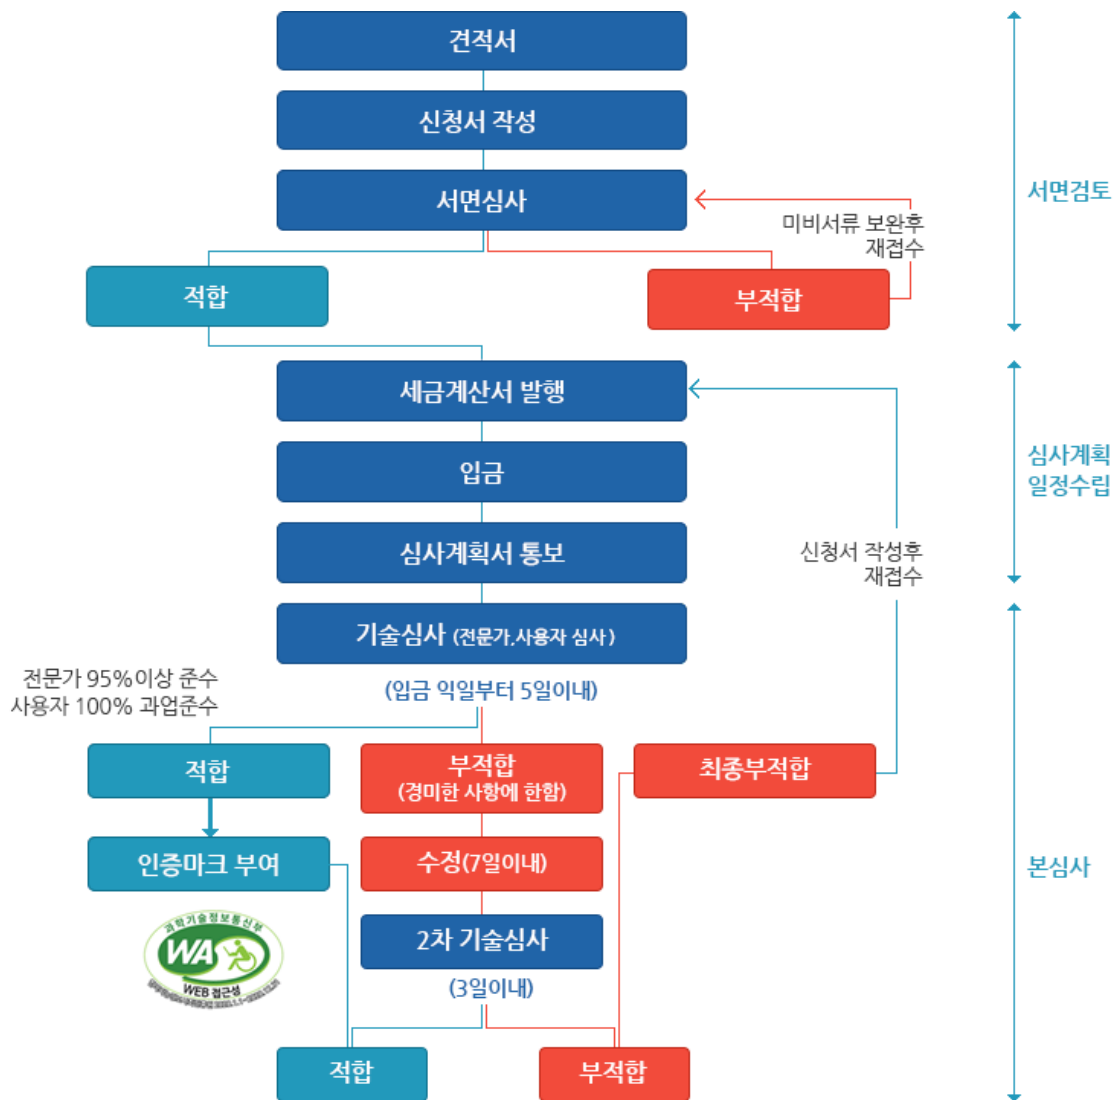 견적서
신청서 작성
서면심사
서면검토
미비서류 보완후
재접수
적합
부적합
세금계산서 발행
입금
심사계획
일정수립
심사계획서 통보
신청서 작성후
재접수
기술심사 (전문가,사용자 심사)
(입금 익일부터 5일이내)
전문가 95%이상 준수
사용자 100% 과업준수
적합
부적합
(경미한 사항에 한함)
최종부적합
인증마크 부여
수정(7일이내)
본심사
과학기술정보통신부
WA
WEB 접근성
2차 기술심사
(3일이내)
적합
부적합